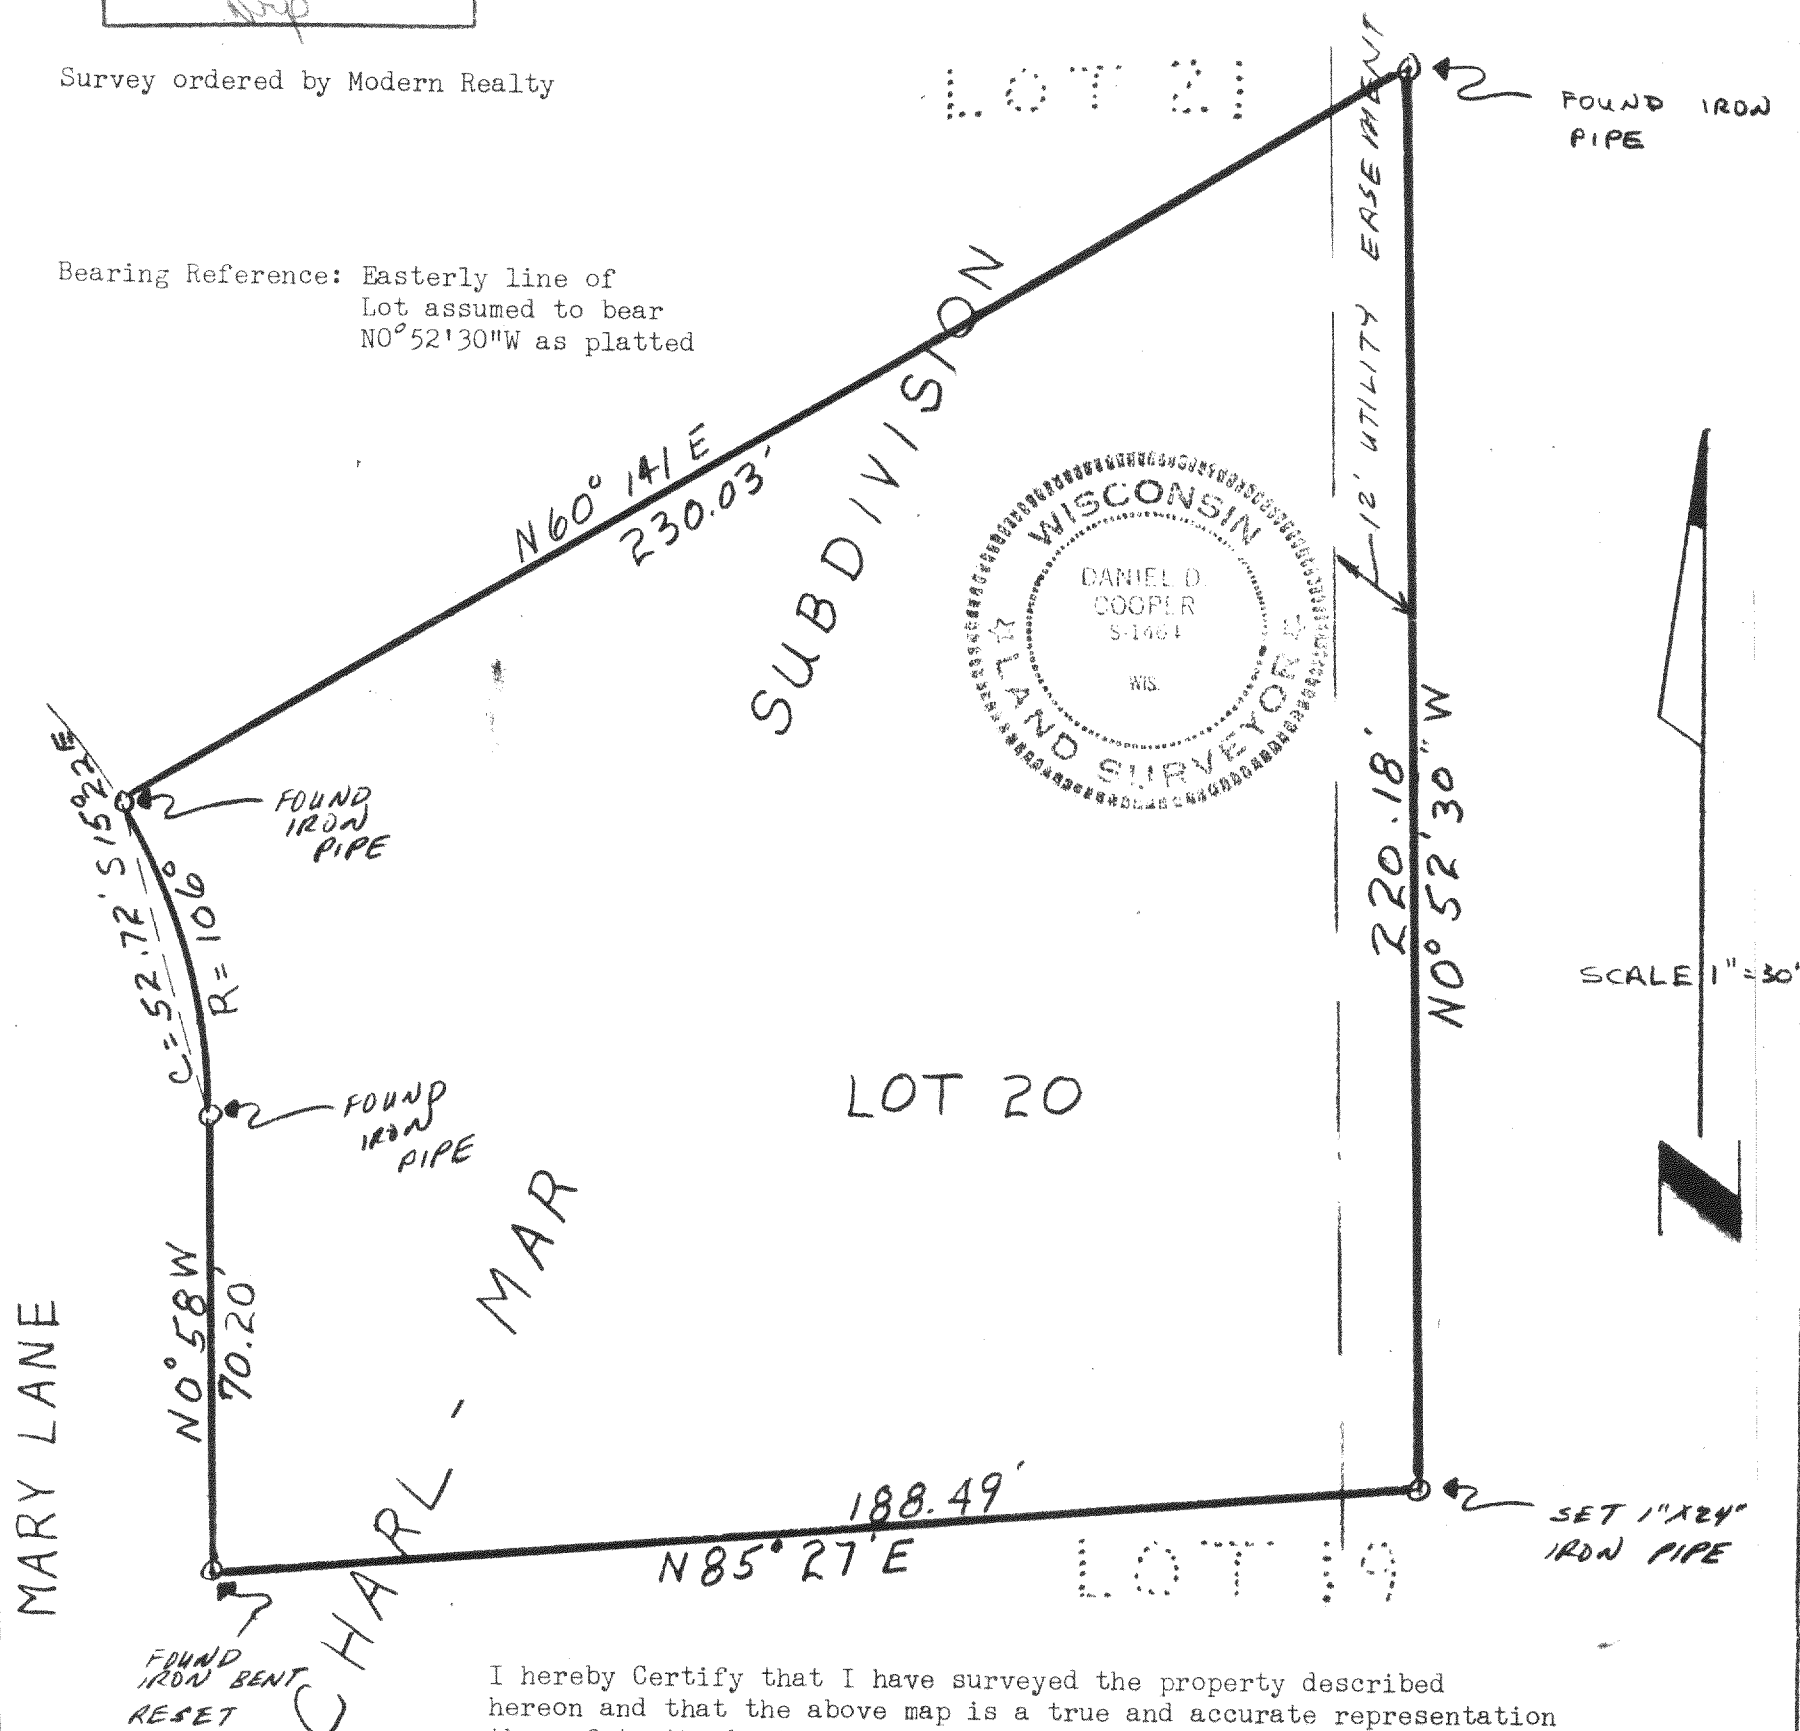 Survey ordered by Modern Realty
LOT 21
FOUND IRON
PIPE
Bearing Reference: Easterly line of
Lot assumed to bear
N0°52'30"W as platted
12' UTILITY EASEMENT
N60° 141 E
230.03'
CHARL - MAR SUBDIVISION
WISCONSIN
DANIEL D.
COOPER
WIS.
LAND SURVEYOR
220.18'
N0°52'30"W
SCALE 1"=30'
N
FOUND
IRON
PIPE
C=52.72' S15°22E
R=106°
FOUND
IRON
PIPE
LOT 20
N0°58W
70.20'
MARY LANE
188.49'
N85°27'E
LOT 19
SET 1"X24"
IRON PIPE
FOUND
IRON BENT
RESET
I hereby Certify that I have surveyed the property described
hereon and that the above map is a true and accurate representation